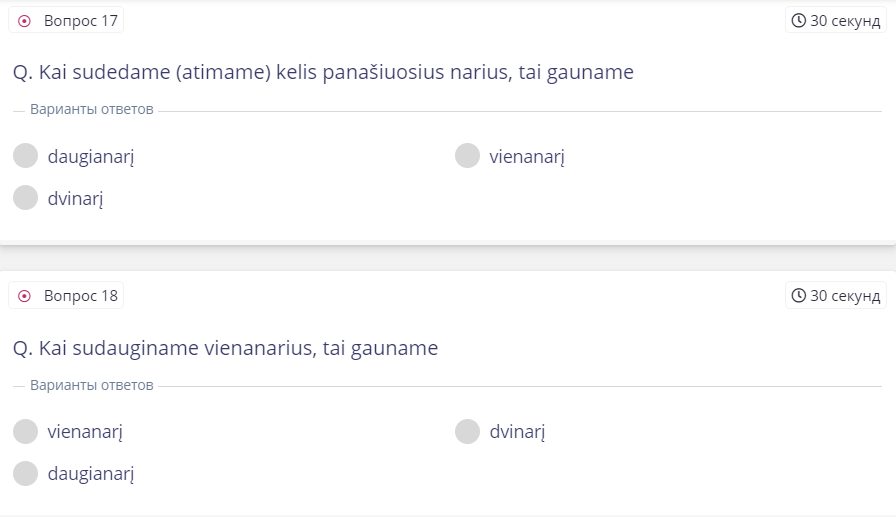 Вопрос 17
30 секунд
Q. Kai sudedame (atimame) kelis panašiuosius narius, tai gauname
Варианты ответов
daugianarį
vienanarį
dvinarį
Вопрос 18
30 секунд
Q. Kai sudauginame vienanarius, tai gauname
Варианты ответов
vienanarį
dvinarį
daugianarį